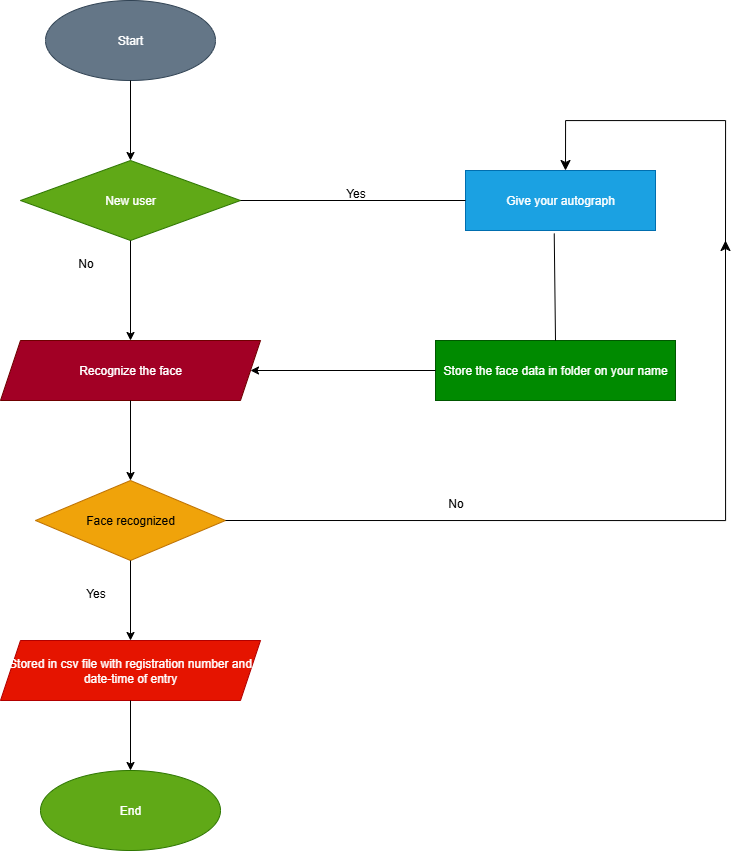 Start
New user
Yes
Give your autograph
No
Recognize the face
Store the face data in folder on your name
Face recognized
No
Yes
Stored in csv file with registration number and
date-time of entry
End